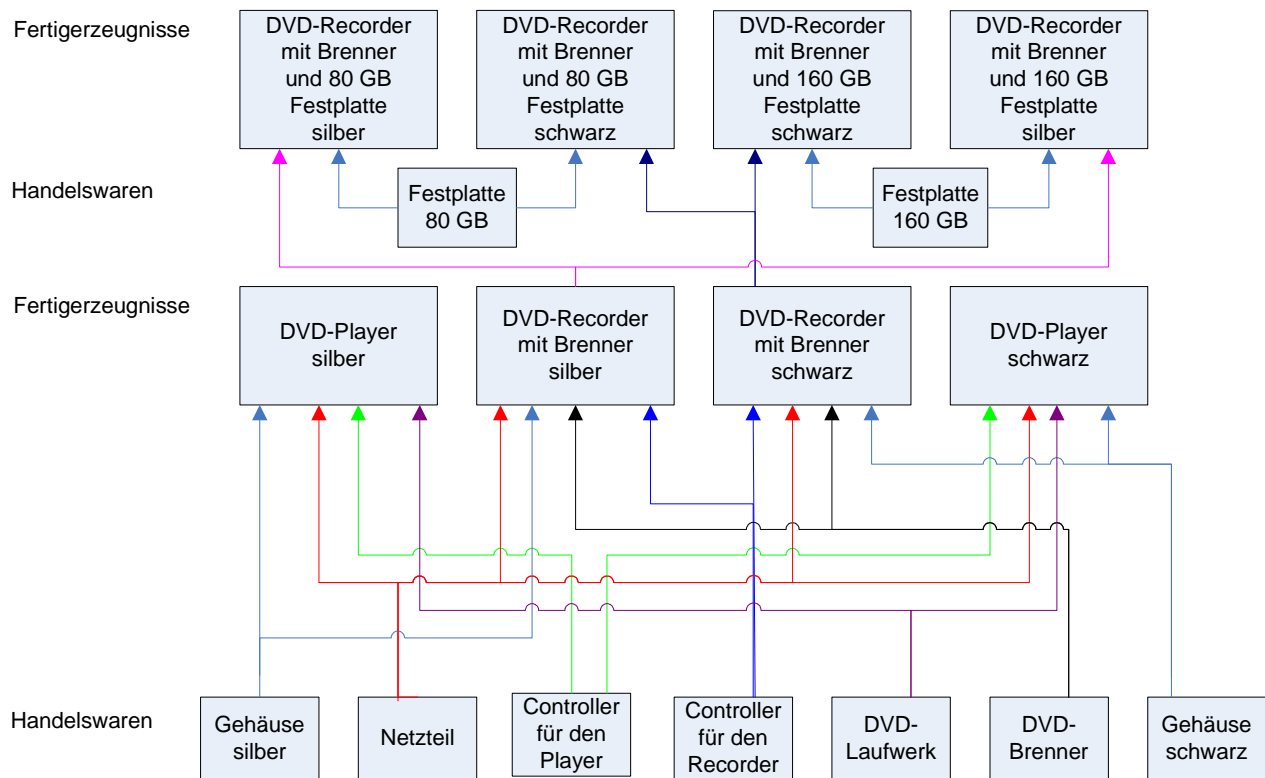 Fertigerzeugnisse
DVD-Recorder
mit Brenner
und 80 GB
Festplatte
silber
DVD-Recorder
mit Brenner
und 80 GB
Festplatte
schwarz
DVD-Recorder
mit Brenner
und 160 GB
Festplatte
schwarz
DVD-Recorder
mit Brenner
und 160 GB
Festplatte
silber
Handelswaren
Festplatte
80 GB
Festplatte
160 GB
Fertigerzeugnisse
DVD-Player
silber
DVD-Recorder
mit Brenner
silber
DVD-Recorder
mit Brenner
schwarz
DVD-Player
schwarz
Handelswaren
Gehäuse
silber
Netzteil
Controller
für den
Player
Controller
für den
Recorder
DVD-
Laufwerk
DVD-
Brenner
Gehäuse
schwarz